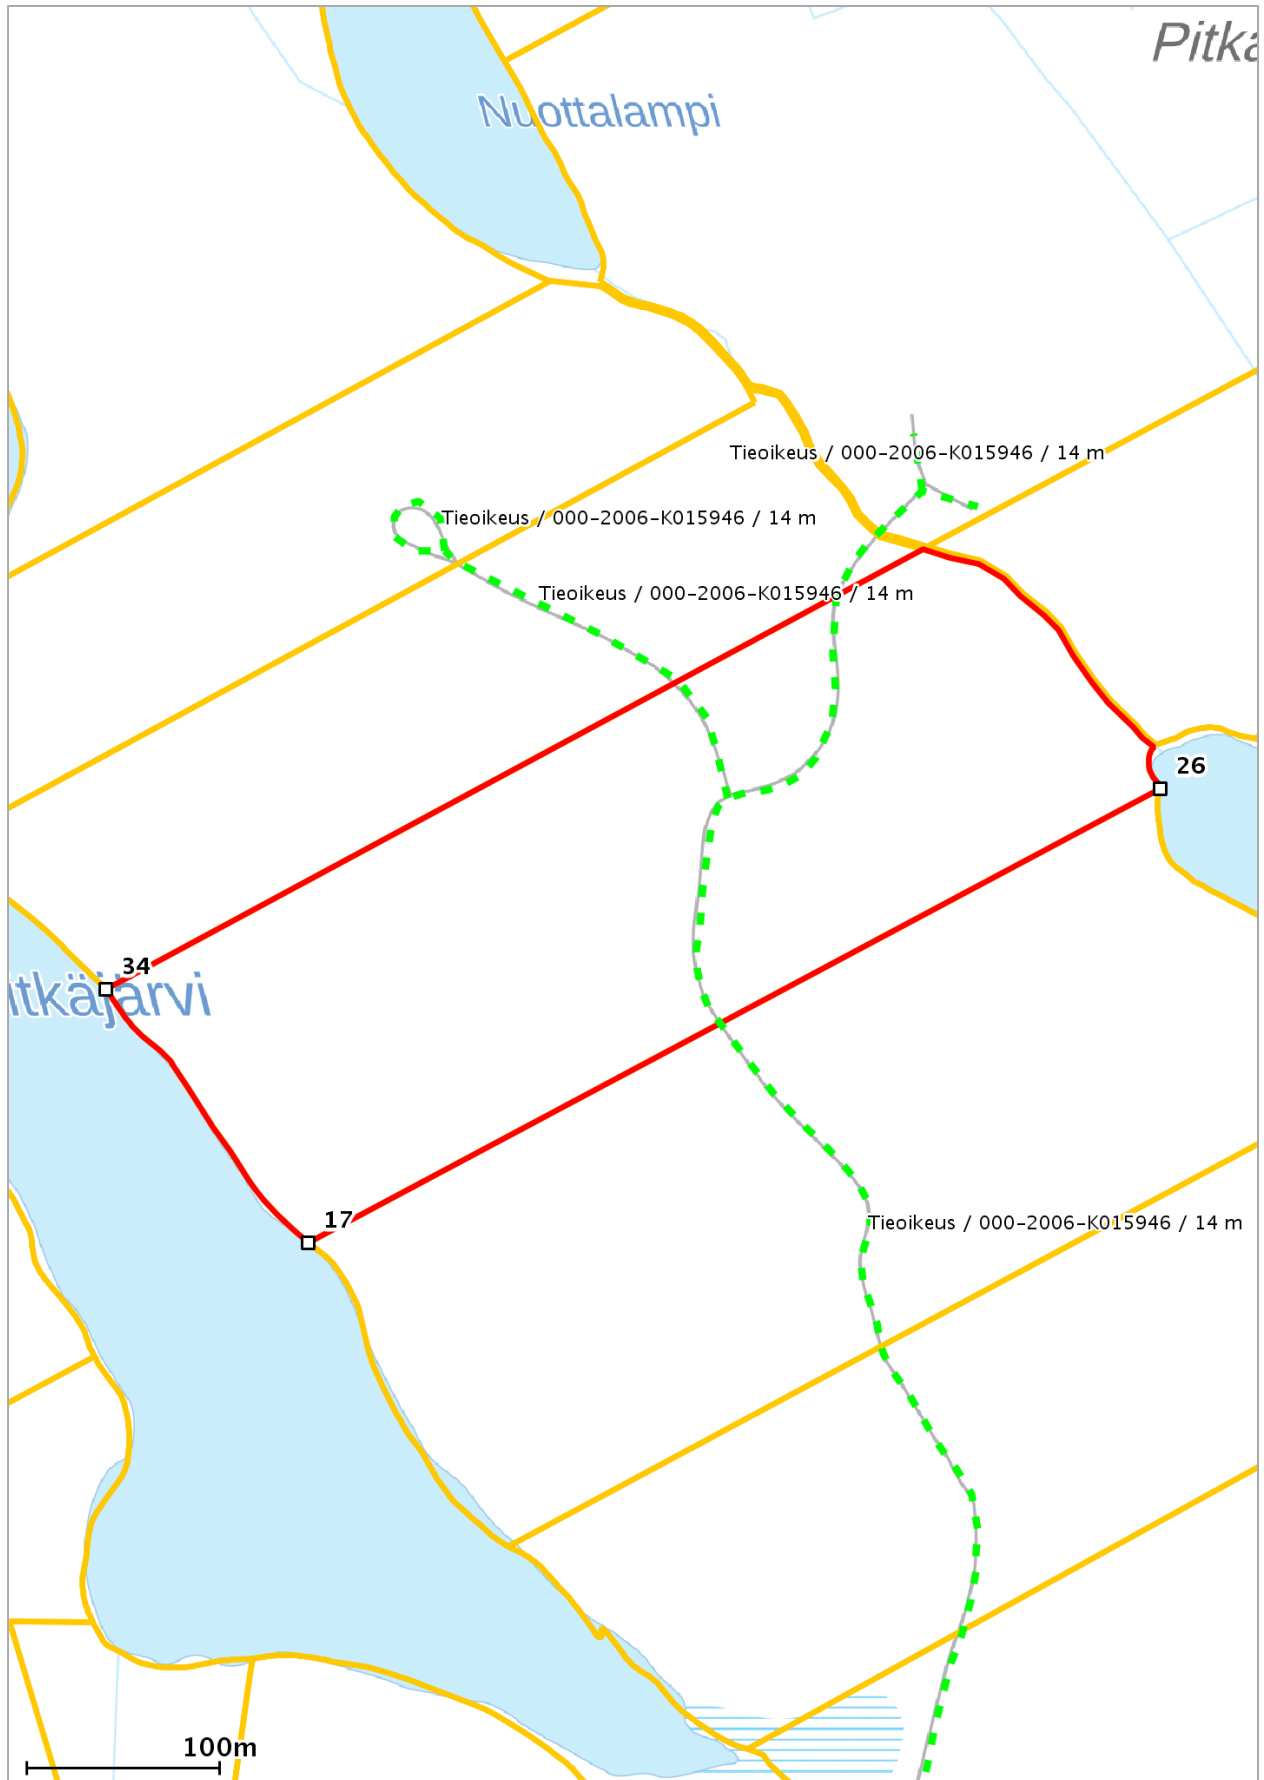 Pitkä
Nuottalampi
Tieoikeus / 000-2006-K015946 / 14 m
Tieoikeus / 000-2006-K015946 / 14 m
Tieoikeus / 000-2006-K015946 / 14 m
26
34
itkäjärvi
17
Tieoikeus / 000-2006-K015946 / 14 m
100m